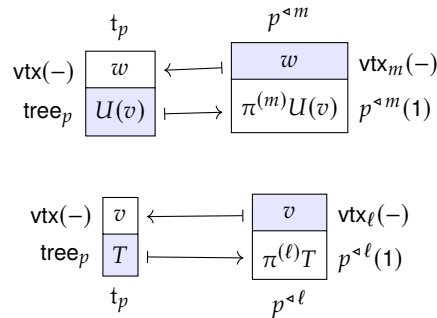 t_p p^{◁ m}
vtx(−) w w vtx_m(−)
tree_p U(v) π^{(m)}U(v) p^{◁ m}(1)
vtx(−) v v vtx_ℓ(−)
tree_p T π^{(ℓ)}T p^{◁ ℓ}(1)
t_p p^{◁ ℓ}